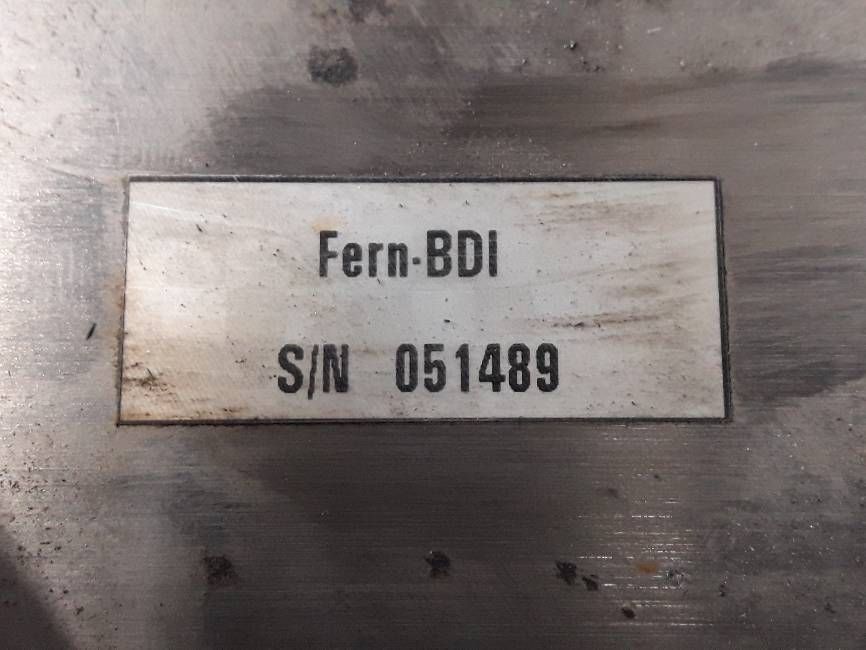 Fern-BDI
S/N 051489